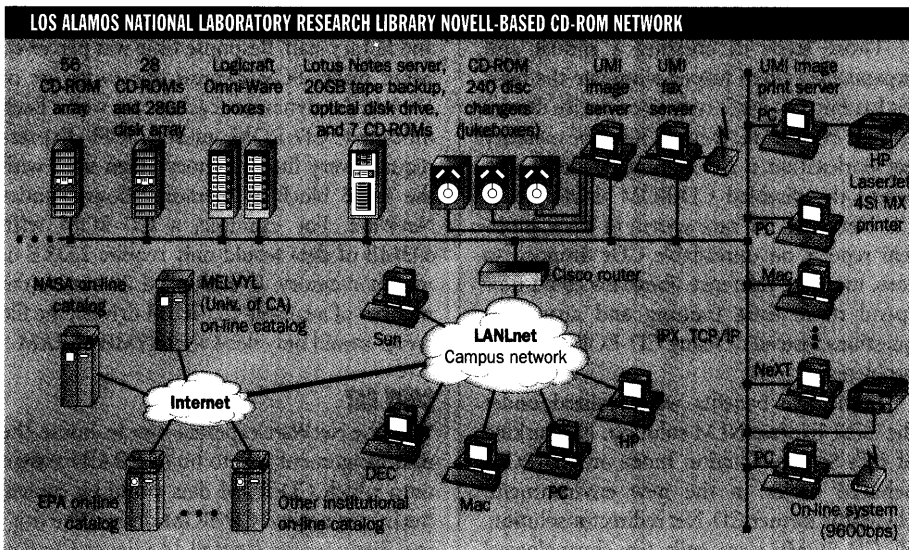 LOS ALAMOS NATIONAL LABORATORY RESEARCH LIBRARY NOVELL-BASED CD-ROM NETWORK
56
CD-ROM
array
28
CD-ROMs
and 28GB
disk array
Logicraft
Omni-Ware
boxes
Lotus Notes server,
20GB tape backup,
optical disk drive,
and 7 CD-ROMs
CD-ROM
240 disc
changers
(jukeboxes)
UMI
image
server
UMI
fax
server
UMI image
print server
PC
HP
LaserJet
4Si MX
printer
PC
Cisco router
Mac
NASA on-line
catalog
MELVYL
(Univ. of CA)
on-line catalog
Sun
LANLnet
Campus network
IPX, TCP/IP
NeXT
Internet
HP
DEC
Mac
PC
PC
EPA on-line
catalog
Other institutional
on-line catalog
On-line system
(9600bps)